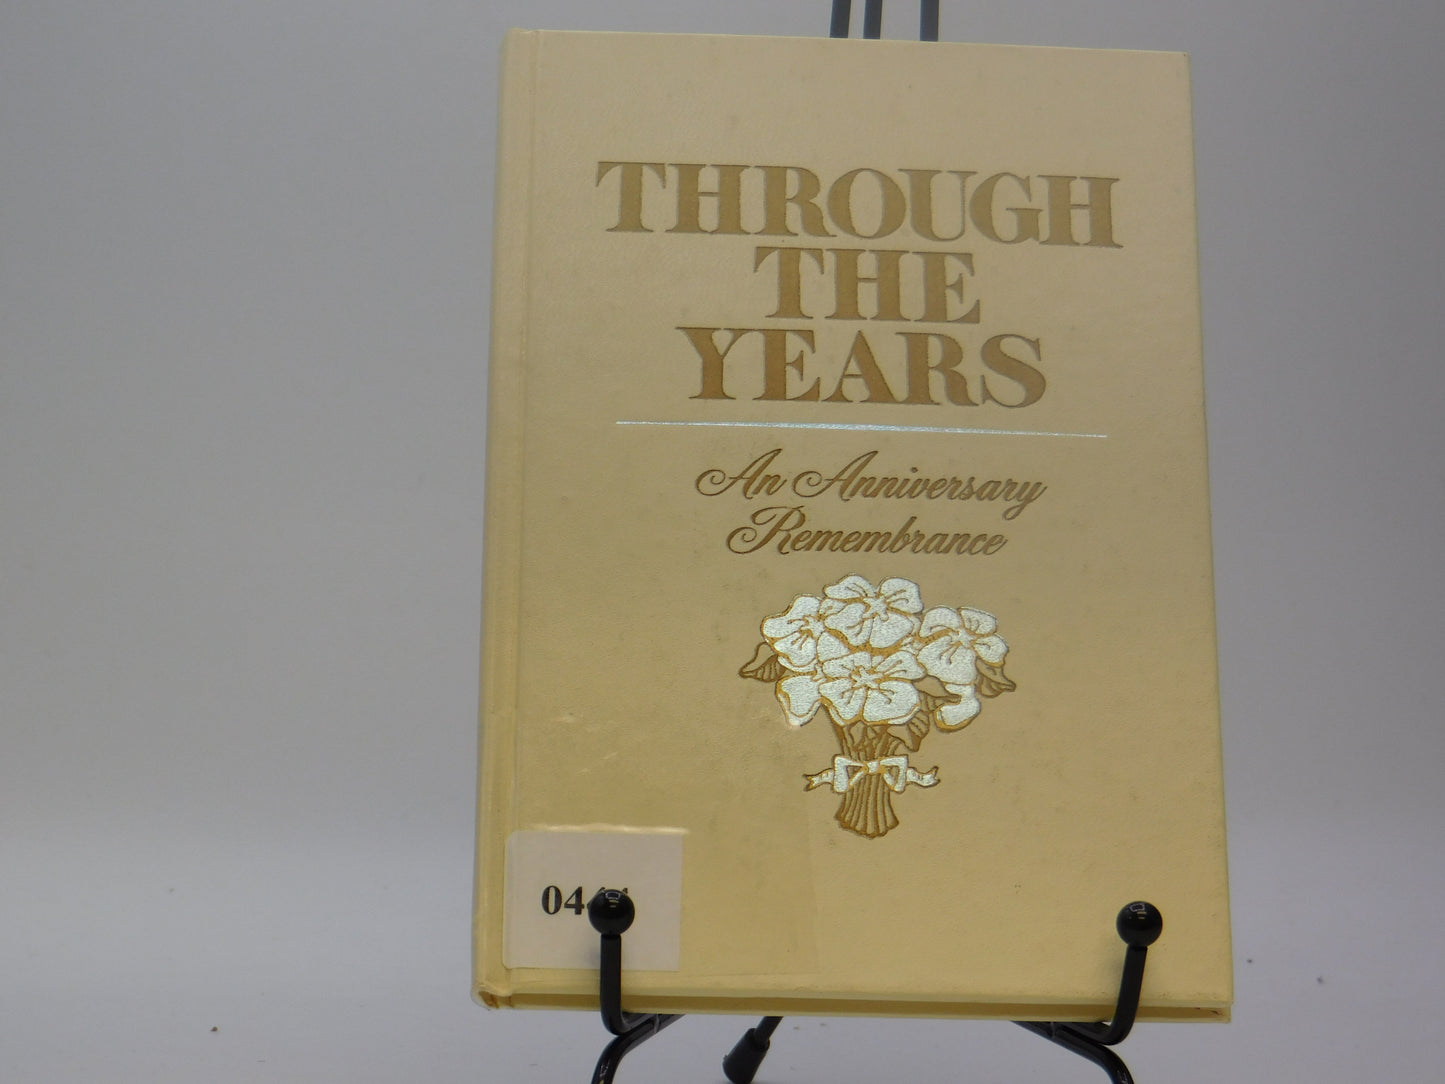 THROUGH
THE
YEARS
An Anniversary
Remembrance